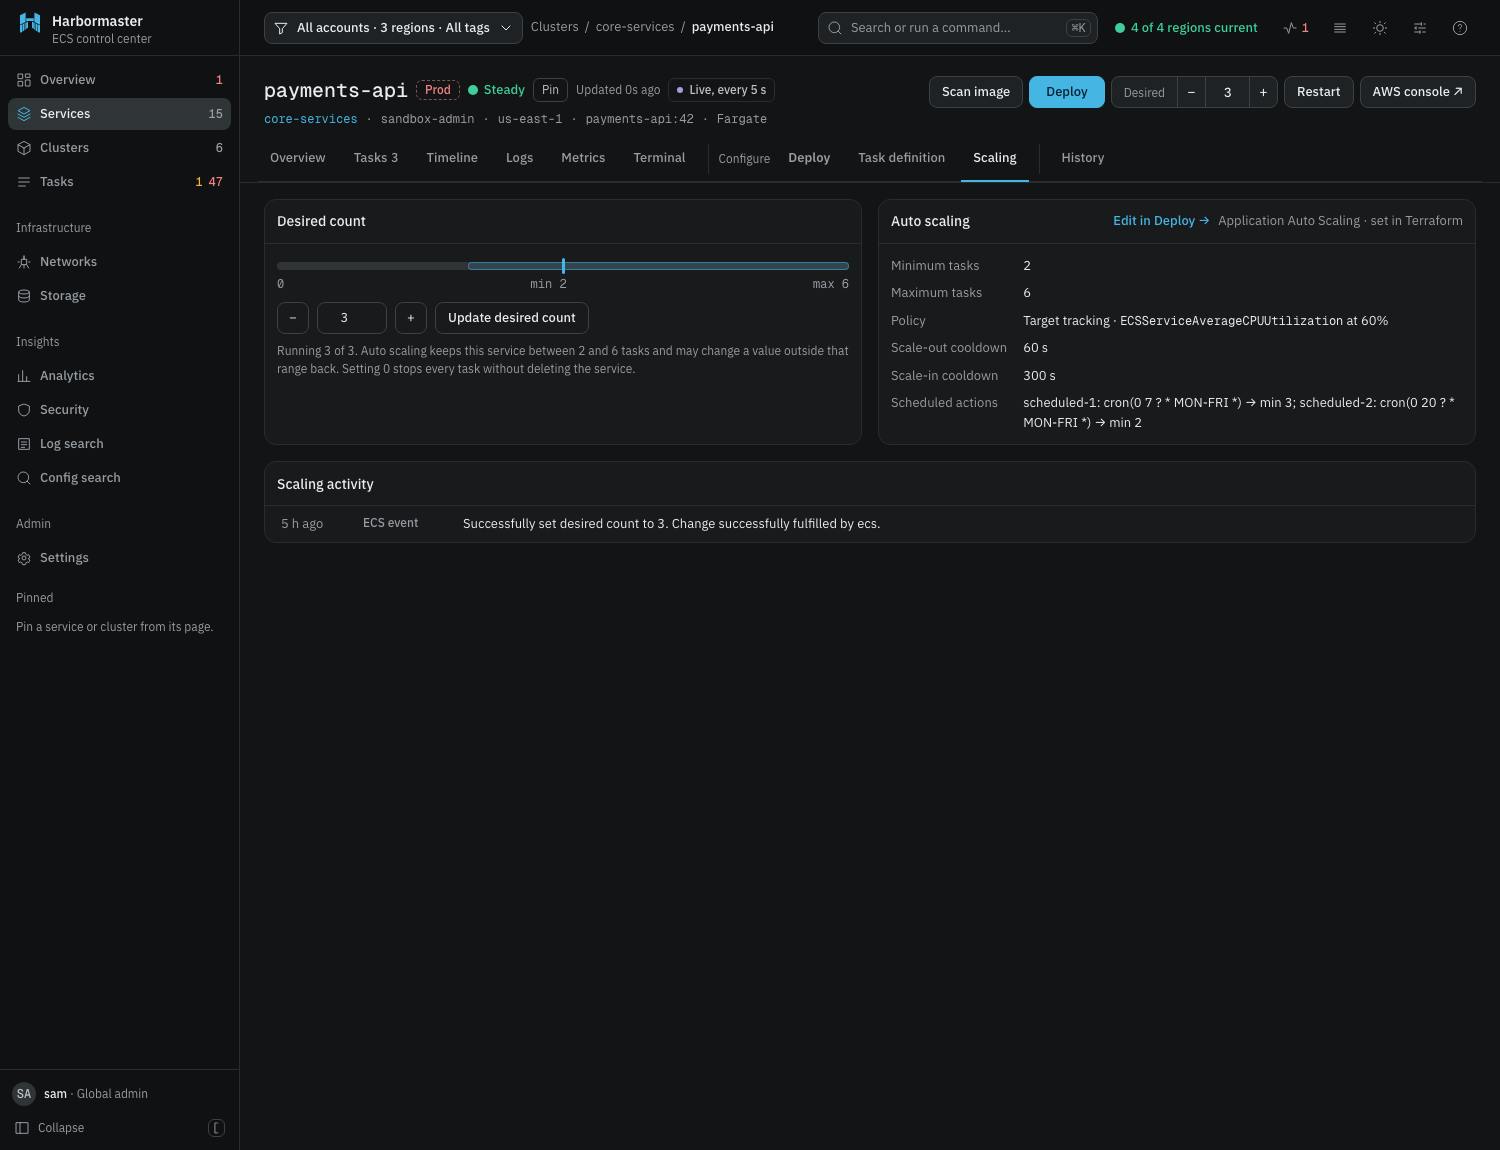 Harbormaster
ECS control center
All accounts · 3 regions · All tags
Clusters / core-services / payments-api
Search or run a command...
⌘K
4 of 4 regions current
1
Overview 1
Services 15
Clusters 6
Tasks 1 47
Infrastructure
Networks
Storage
Insights
Analytics
Security
Log search
Config search
Admin
Settings
Pinned
Pin a service or cluster from its page.
SA sam · Global admin
Collapse [
payments-api Prod Steady Pin Updated 0s ago Live, every 5 s
Scan image Deploy Desired − 3 + Restart AWS console ↗
core-services · sandbox-admin · us-east-1 · payments-api:42 · Fargate
Overview Tasks 3 Timeline Logs Metrics Terminal Configure Deploy Task definition Scaling History
Desired count
0 min 2 max 6
− 3 + Update desired count
Running 3 of 3. Auto scaling keeps this service between 2 and 6 tasks and may change a value outside that
range back. Setting 0 stops every task without deleting the service.
Auto scaling Edit in Deploy → Application Auto Scaling · set in Terraform
Minimum tasks 2
Maximum tasks 6
Policy Target tracking · ECSServiceAverageCPUUtilization at 60%
Scale-out cooldown 60 s
Scale-in cooldown 300 s
Scheduled actions scheduled-1: cron(0 7 ? * MON-FRI *) → min 3; scheduled-2: cron(0 20 ? *
MON-FRI *) → min 2
Scaling activity
5 h ago ECS event Successfully set desired count to 3. Change successfully fulfilled by ecs.